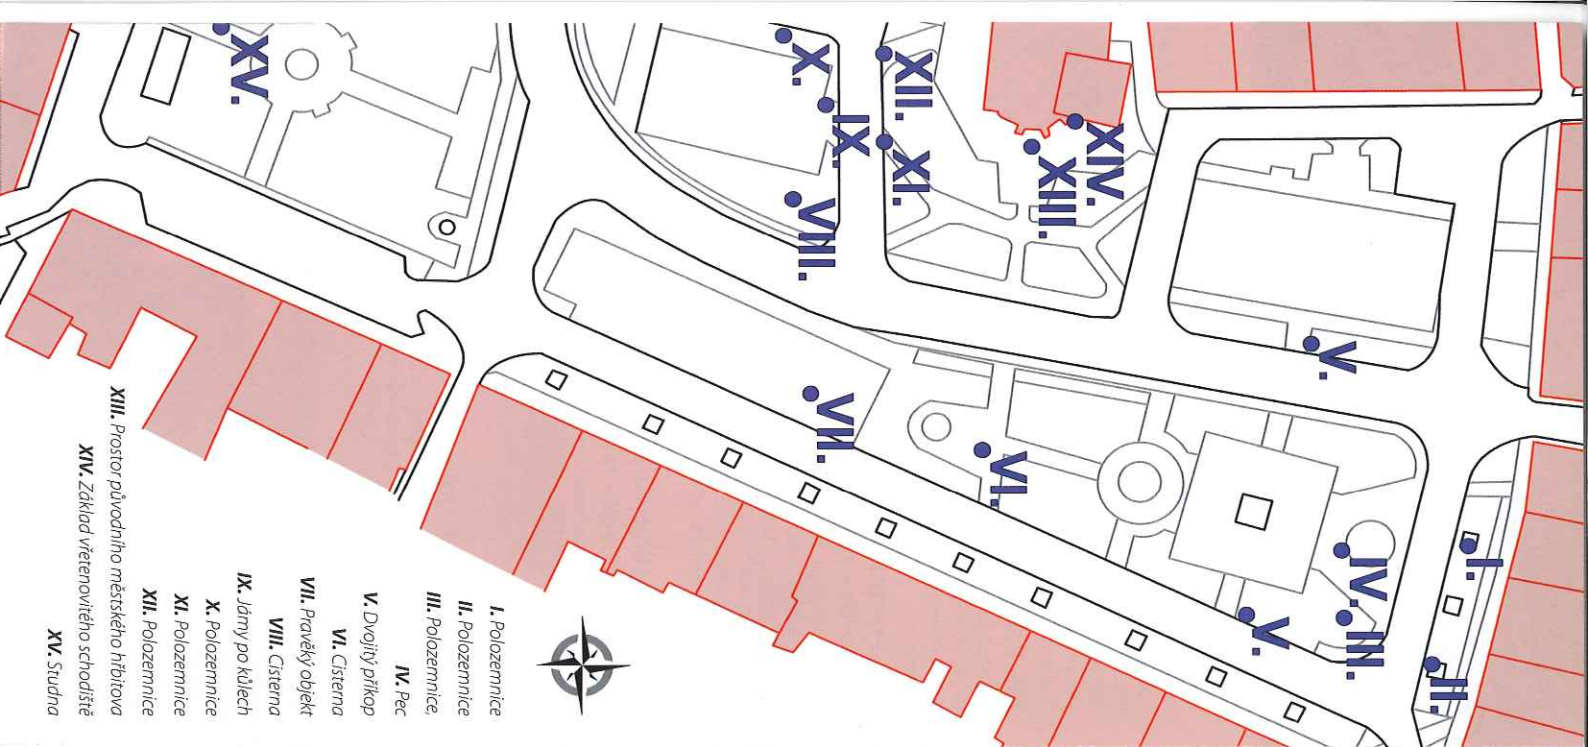 I.
II.
IV.
III.
V.
V.
XIV.
XIII.
VI.
XII.
XI.
IX.
VII.
X.
VIII.
XV.
I. Polozemnice
II. Polozemnice
III. Polozemnice,
IV. Pec
V. Dvojitý příkop
VI. Cisterna
VII. Pravěký objekt
VIII. Cisterna
IX. Jámy po kůlech
X. Polozemnice
XI. Polozemnice
XII. Polozemnice
XIII. Prostor původního městského hřbitova
XIV. Základ vřetenovitého schodiště
XV. Studna